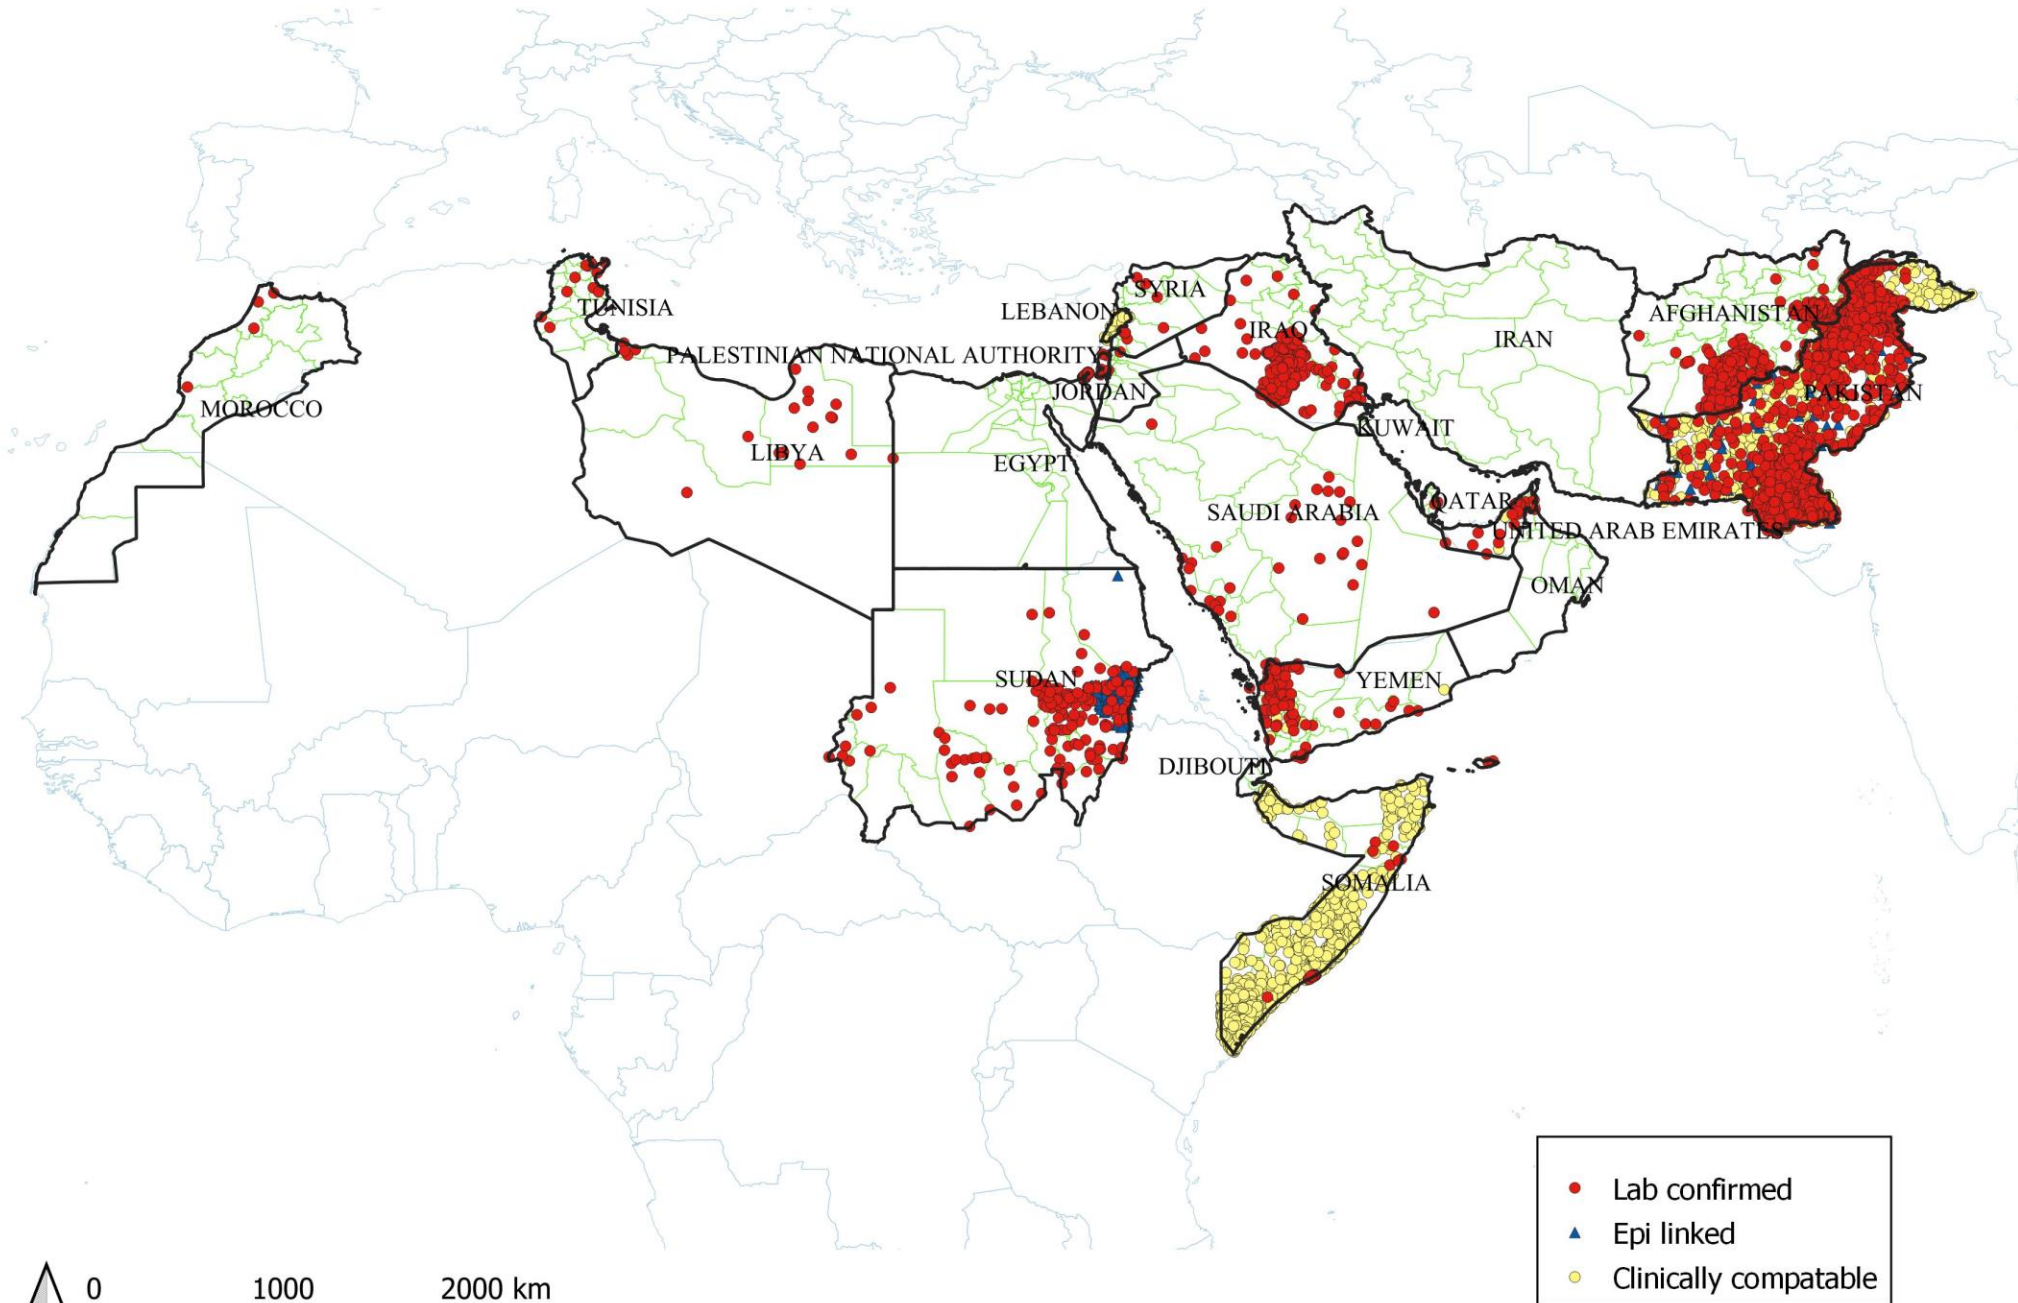 SYRIA
LEBANON
TUNISIA
AFGHANISTAN
IRAQ
IRAN
PALESTINIAN NATIONAL AUTHORITY
JORDAN
PAKISTAN
MOROCCO
KUWAIT
LIBYA
EGYPT
QATAR
SAUDI ARABIA
UNITED ARAB EMIRATES
OMAN
SUDAN
YEMEN
DJIBOUTI
SOMALIA
Lab confirmed
Epi linked
Clinically compatable
0 1000 2000 km